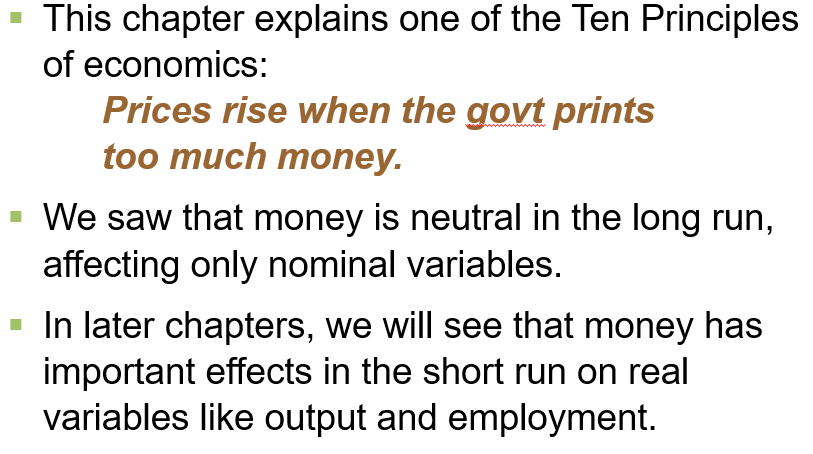 This chapter explains one of the Ten Principles
of economics:
Prices rise when the govt prints
too much money.
We saw that money is neutral in the long run,
affecting only nominal variables.
In later chapters, we will see that money has
important effects in the short run on real
variables like output and employment.